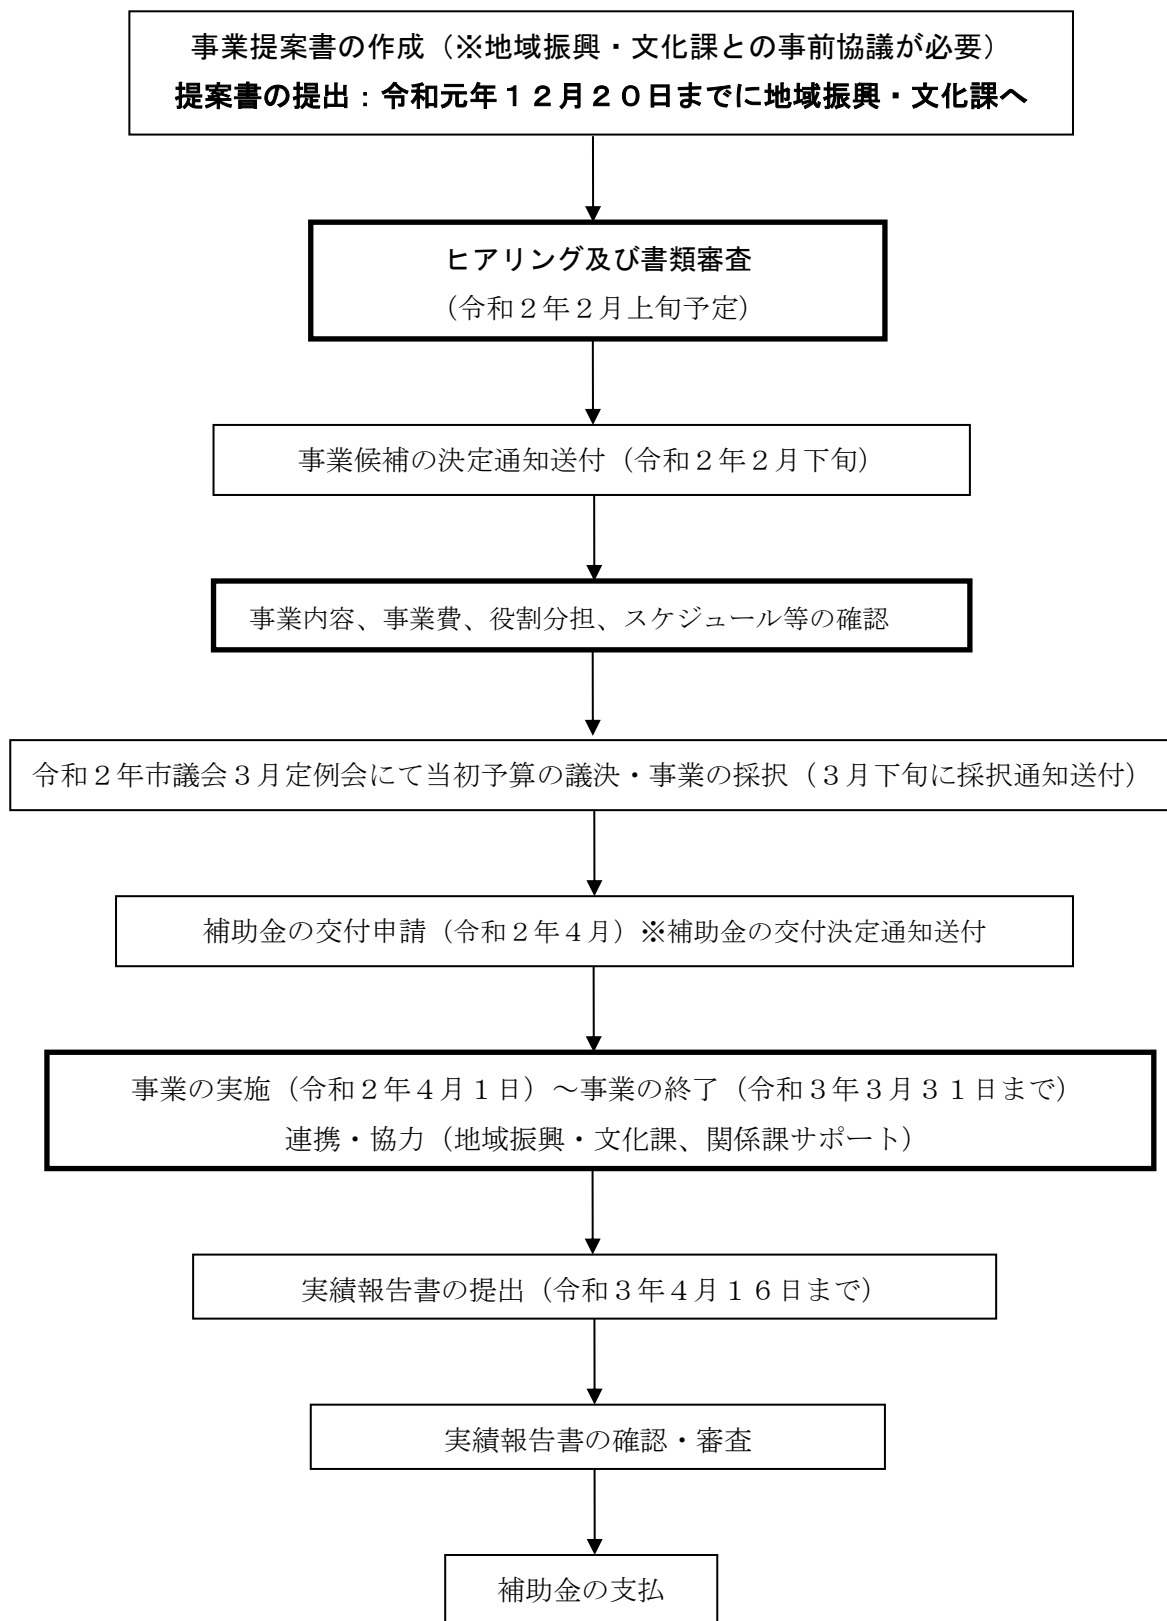 事業提案書の作成（※地域振興・文化課との事前協議が必要）
提案書の提出：令和元年１２月２０日までに地域振興・文化課へ
ヒアリング及び書類審査
（令和２年２月上旬予定）
事業候補の決定通知送付（令和２年２月下旬）
事業内容、事業費、役割分担、スケジュール等の確認
令和２年市議会３月定例会にて当初予算の議決・事業の採択（３月下旬に採択通知送付）
補助金の交付申請（令和２年４月）※補助金の交付決定通知送付
事業の実施（令和２年４月１日）～事業の終了（令和３年３月３１日まで）
連携・協力（地域振興・文化課、関係課サポート）
実績報告書の提出（令和３年４月１６日まで）
実績報告書の確認・審査
補助金の支払